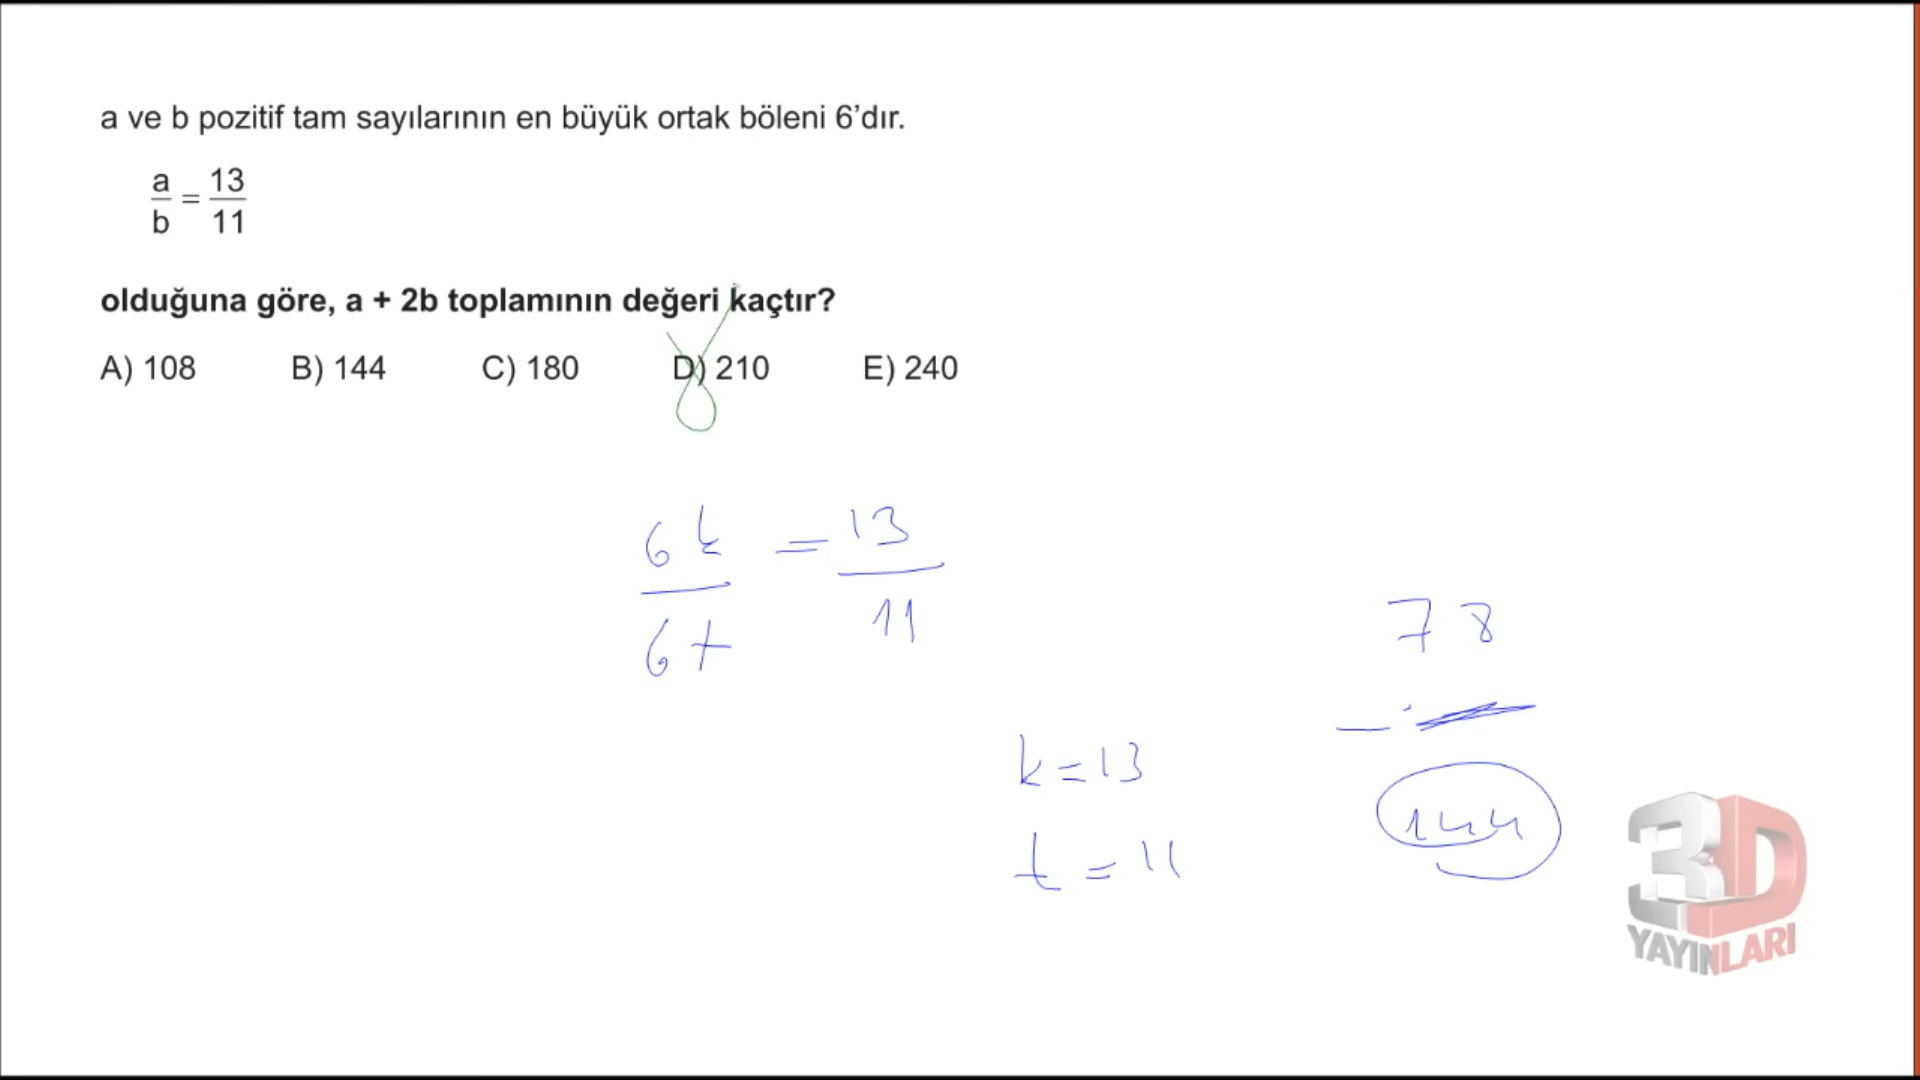 a ve b pozitif tam sayılarının en büyük ortak böleni 6’dır.
a/b = 13/11
olduğuna göre, a + 2b toplamının değeri kaçtır?
A) 108 B) 144 C) 180 D) 210 E) 240
6k/6t = 13/11
78
k=13
144
t = 11
3D
YAYINLARI